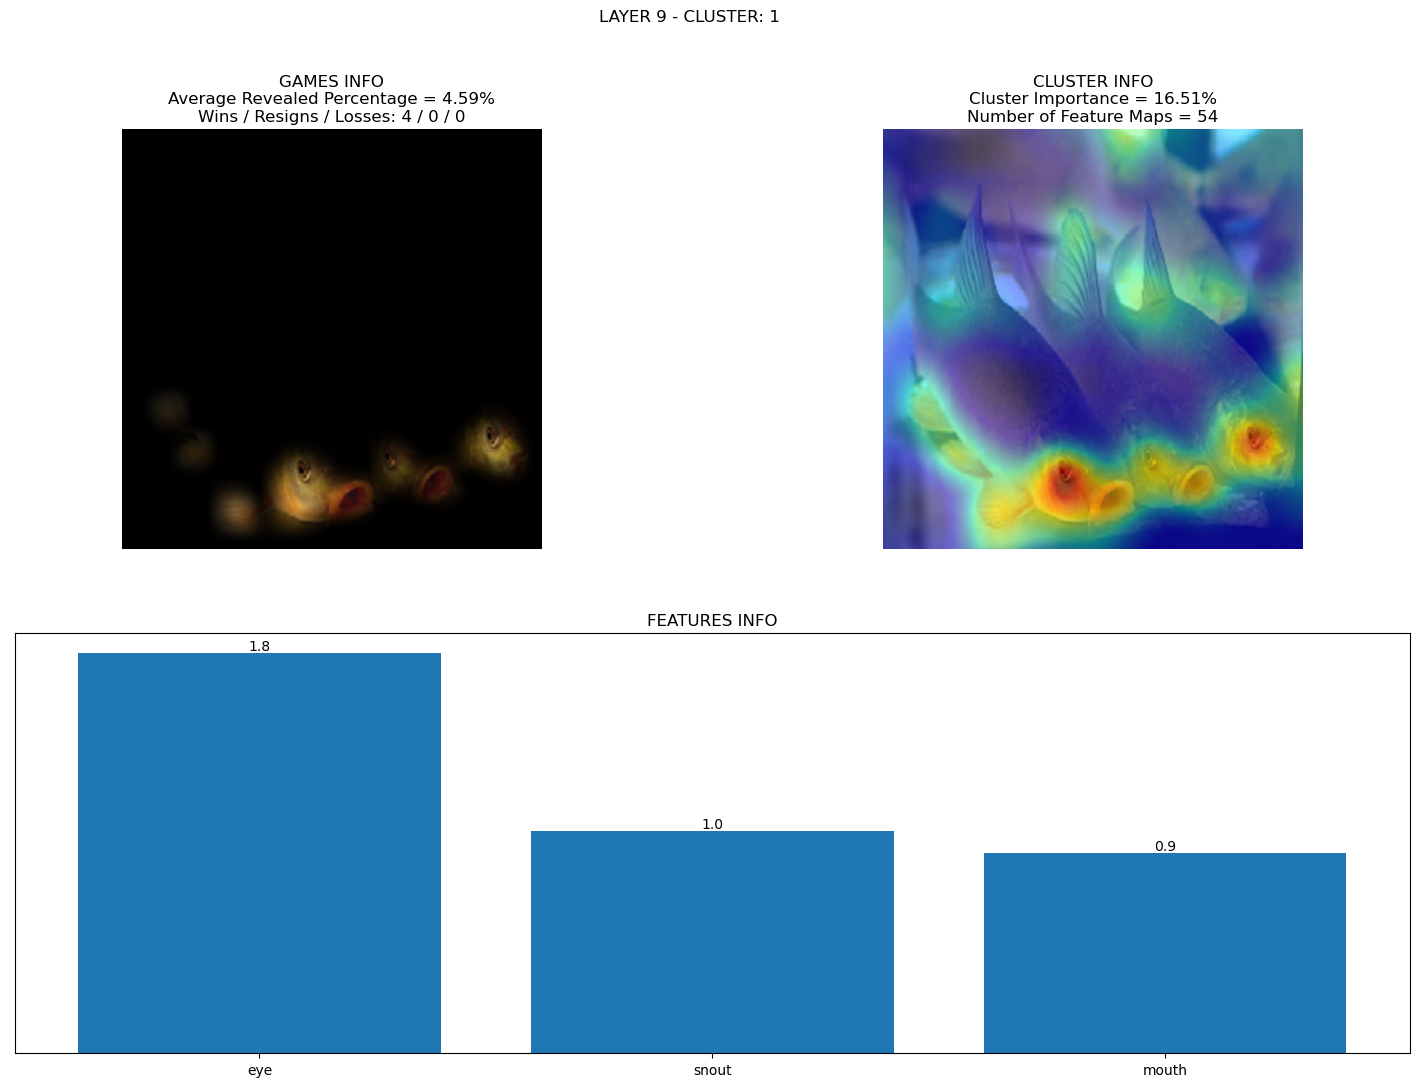 LAYER 9 - CLUSTER: 1
GAMES INFO
Average Revealed Percentage = 4.59%
Wins / Resigns / Losses: 4 / 0 / 0
CLUSTER INFO
Cluster Importance = 16.51%
Number of Feature Maps = 54
FEATURES INFO
1.8
1.0
0.9
eye
snout
mouth